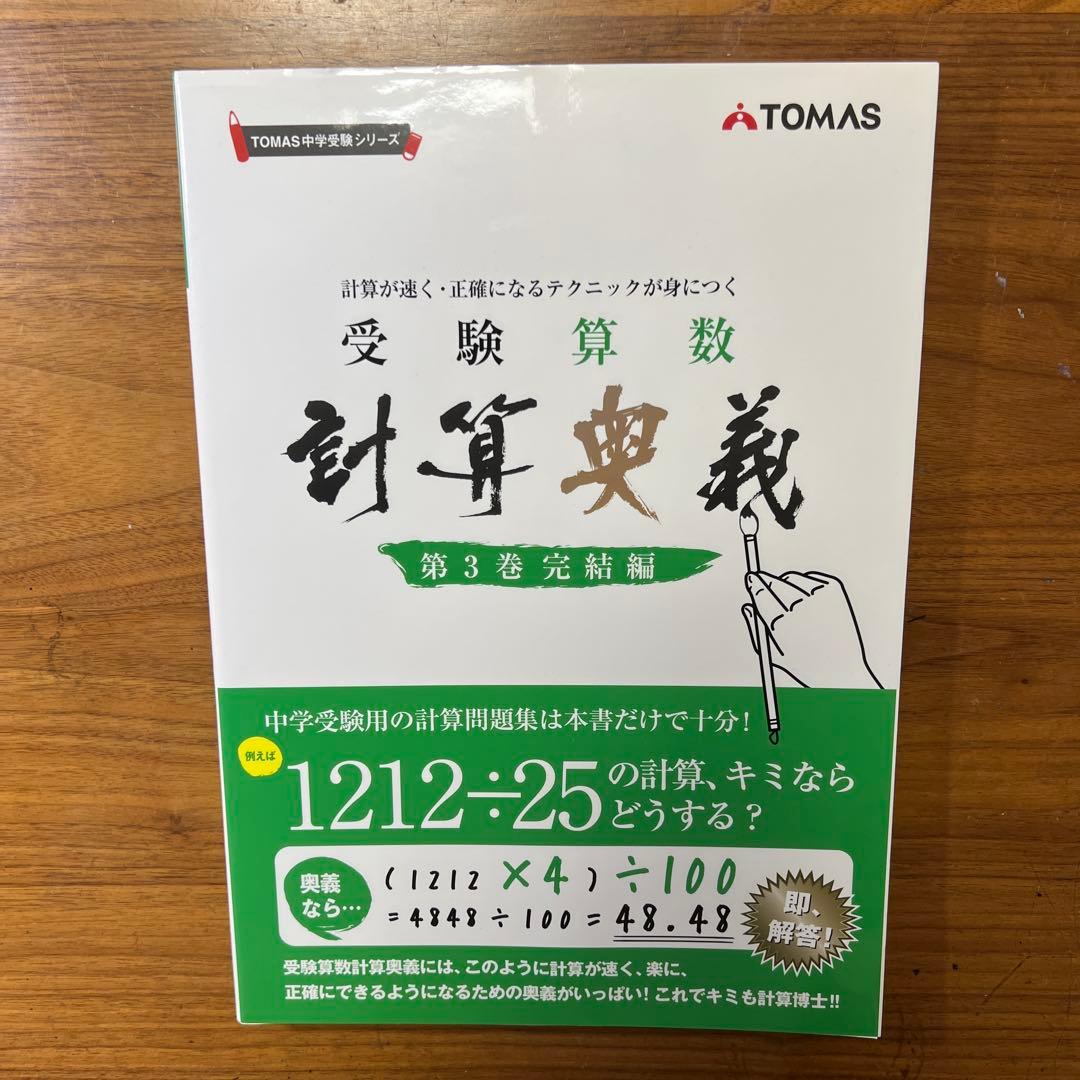 TOMAS中学受験シリーズ
TOMAS
計算が速く・正確になるテクニックが身につく
受験算数
計算奥義
第3巻 完結編
中学受験用の計算問題集は本書だけで十分!
例えば
1212÷25の計算、キミなら
どうする?
奥義
なら…
(1212×4)÷100
=4848÷100=48.48
即、
解答!
受験算数計算奥義には、このように計算が速く、楽に、
正確にできるようになるための奥義がいっぱい!これでキミも計算博士!!